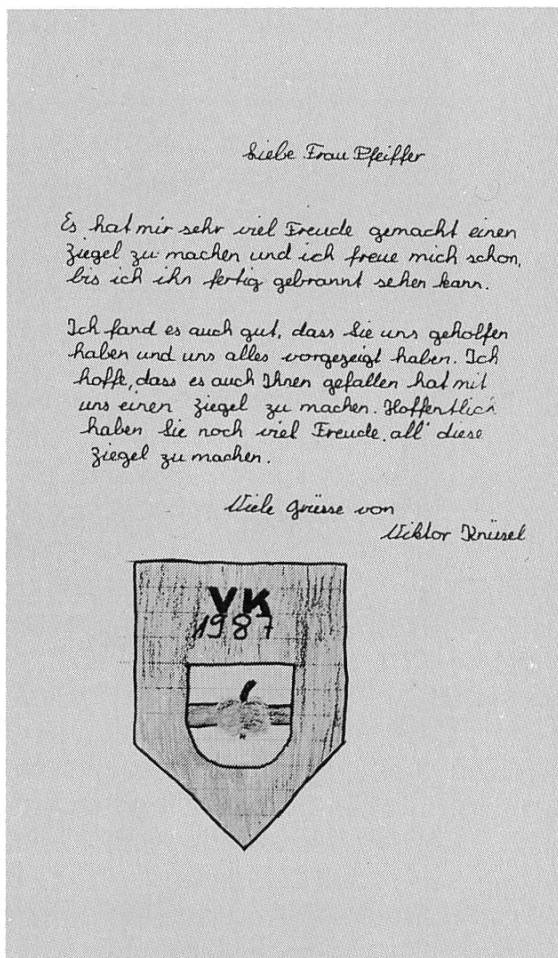 Liebe Frau Pfeiffer
Es hat mir sehr viel Freude gemacht einen
Ziegel zu machen und ich freue mich schon,
bis ich ihn fertig gebrannt sehen kann.
Ich fand es auch gut, dass Sie uns geholfen
haben und uns alles vorgezeigt haben. Ich
hoffe, dass es auch Ihnen gefallen hat mit
uns einen Ziegel zu machen. Hoffentlich
haben Sie noch viel Freude, all' diese
Ziegel zu machen.
Viele Grüsse von
Viktor Knüsel
VK
1987